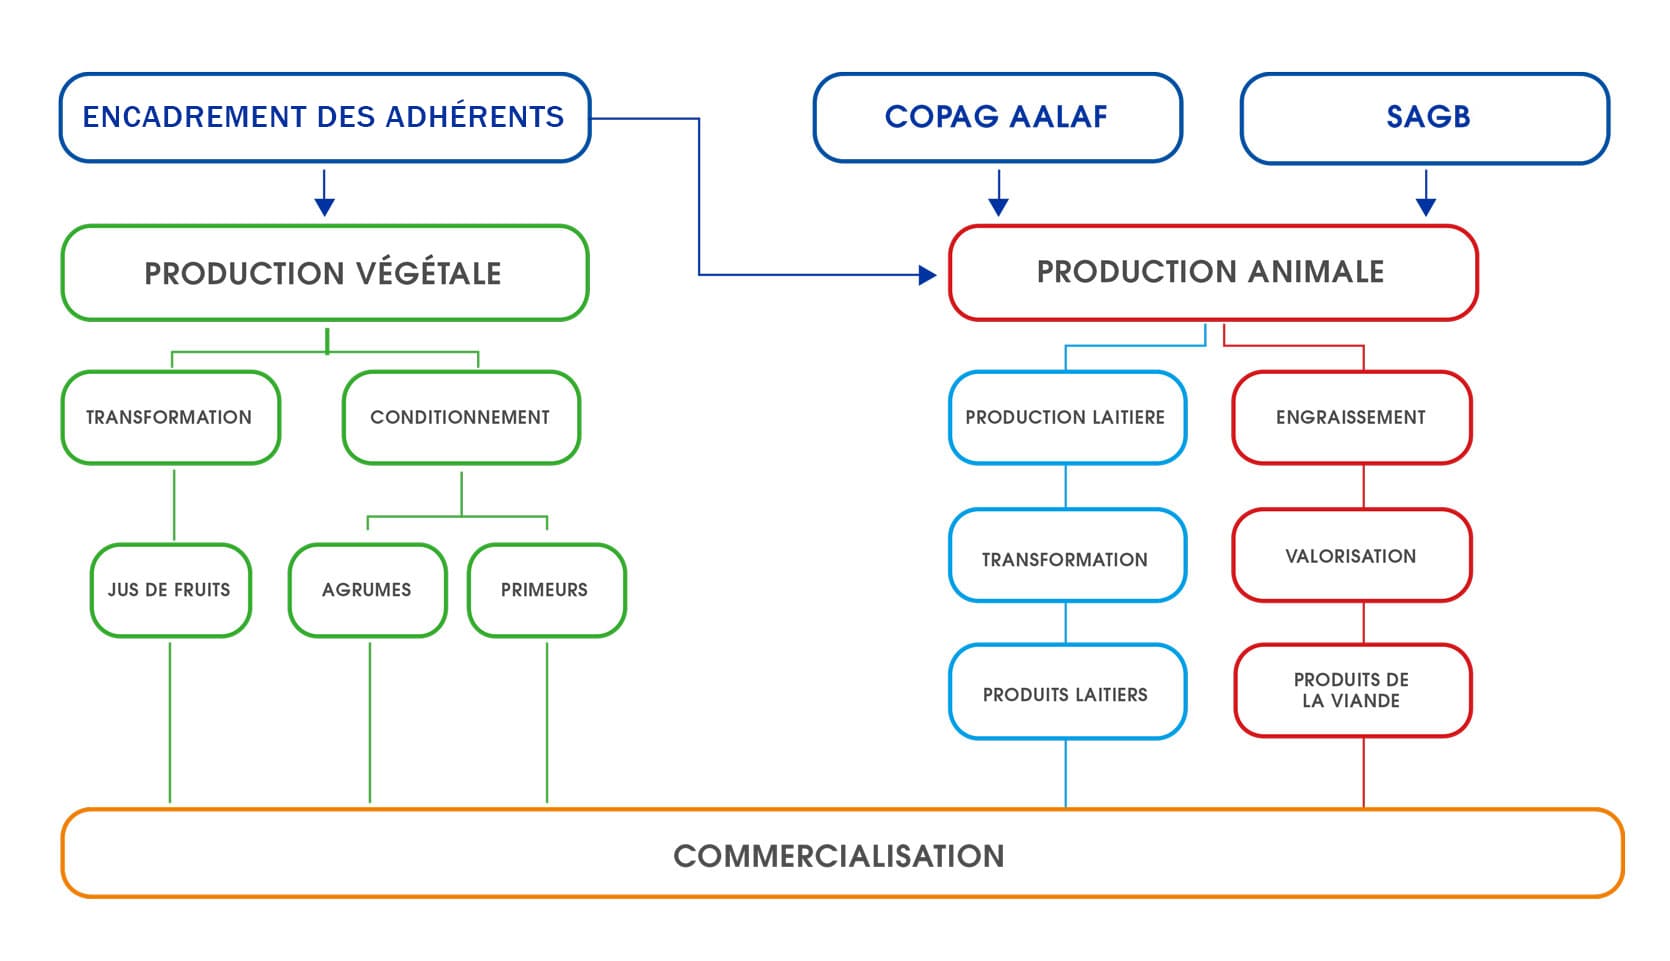 ENCADREMENT DES ADHÉRENTS
COPAG AALAF
SAGB
PRODUCTION VÉGÉTALE
PRODUCTION ANIMALE
TRANSFORMATION
CONDITIONNEMENT
PRODUCTION LAITIERE
ENGRAISSEMENT
TRANSFORMATION
VALORISATION
JUS DE FRUITS
AGRUMES
PRIMEURS
PRODUITS LAITIERS
PRODUITS DE
LA VIANDE
COMMERCIALISATION